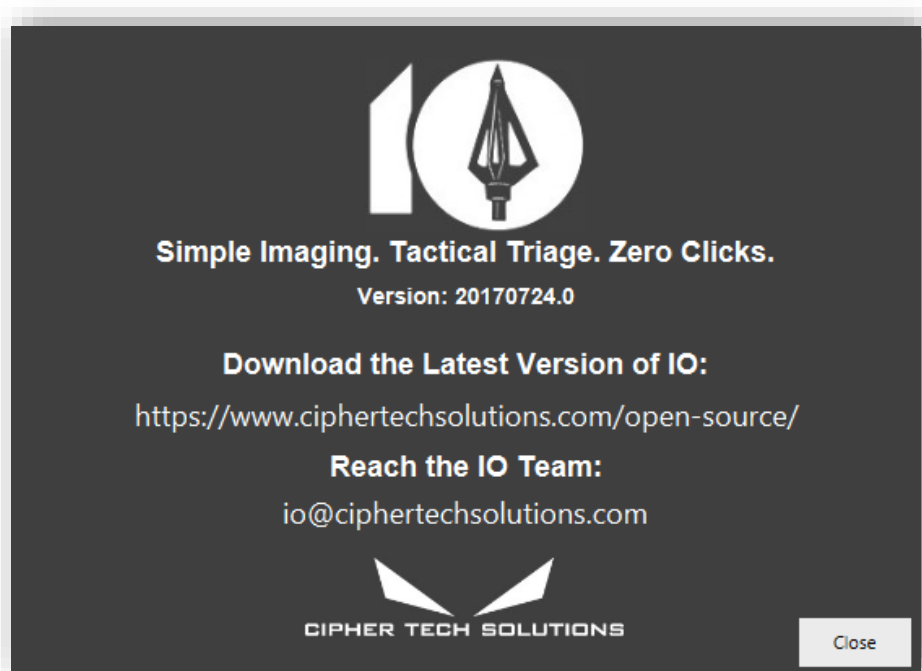 IO
Simple Imaging. Tactical Triage. Zero Clicks.
Version: 20170724.0
Download the Latest Version of IO:
https://www.ciphertechsolutions.com/open-source/
Reach the IO Team:
io@ciphertechsolutions.com
CIPHER TECH SOLUTIONS
Close